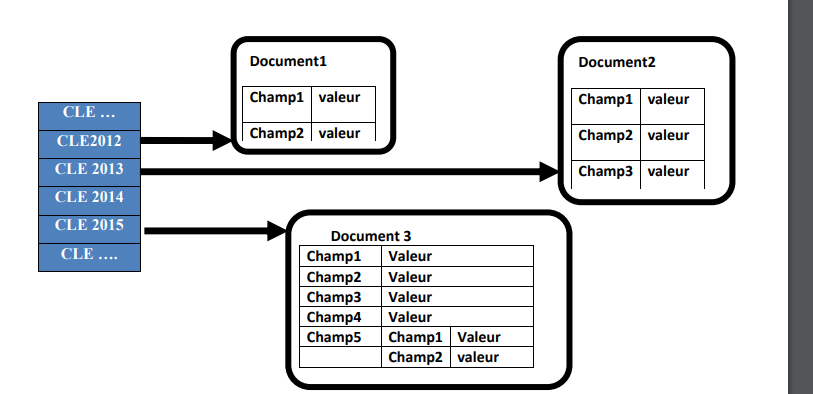 CLE …
CLE2012
CLE 2013
CLE 2014
CLE 2015
CLE ….
Document1
Champ1 valeur
Champ2 valeur
Document2
Champ1 valeur
Champ2 valeur
Champ3 valeur
Document 3
Champ1 Valeur
Champ2 Valeur
Champ3 Valeur
Champ4 Valeur
Champ5 Champ1 Valeur
Champ2 valeur